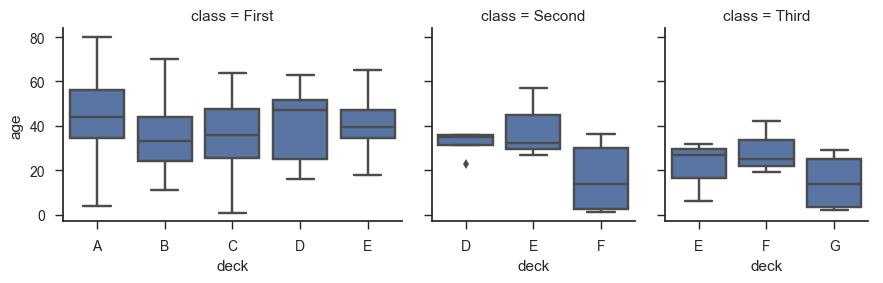 class = First
class = Second
class = Third
age
80
60
40
20
0
A B C D E
D E F
E F G
deck
deck
deck